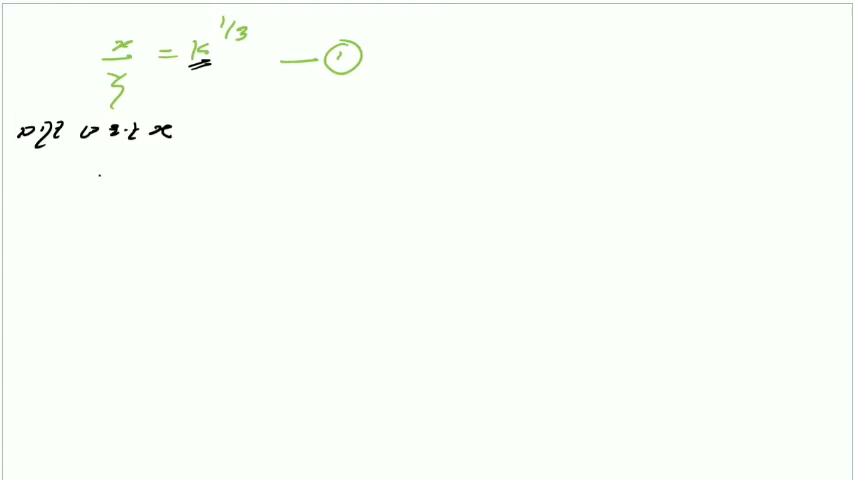 x/y = k^1/3 — ①
diff w.r.t x